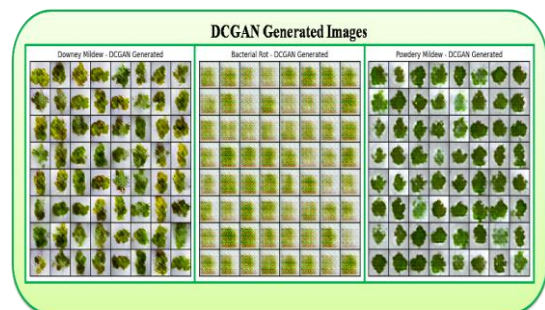 DCGAN Generated Images
Downey Mildew - DCGAN Generated
Bacterial Rot - DCGAN Generated
Powdery Mildew - DCGAN Generated